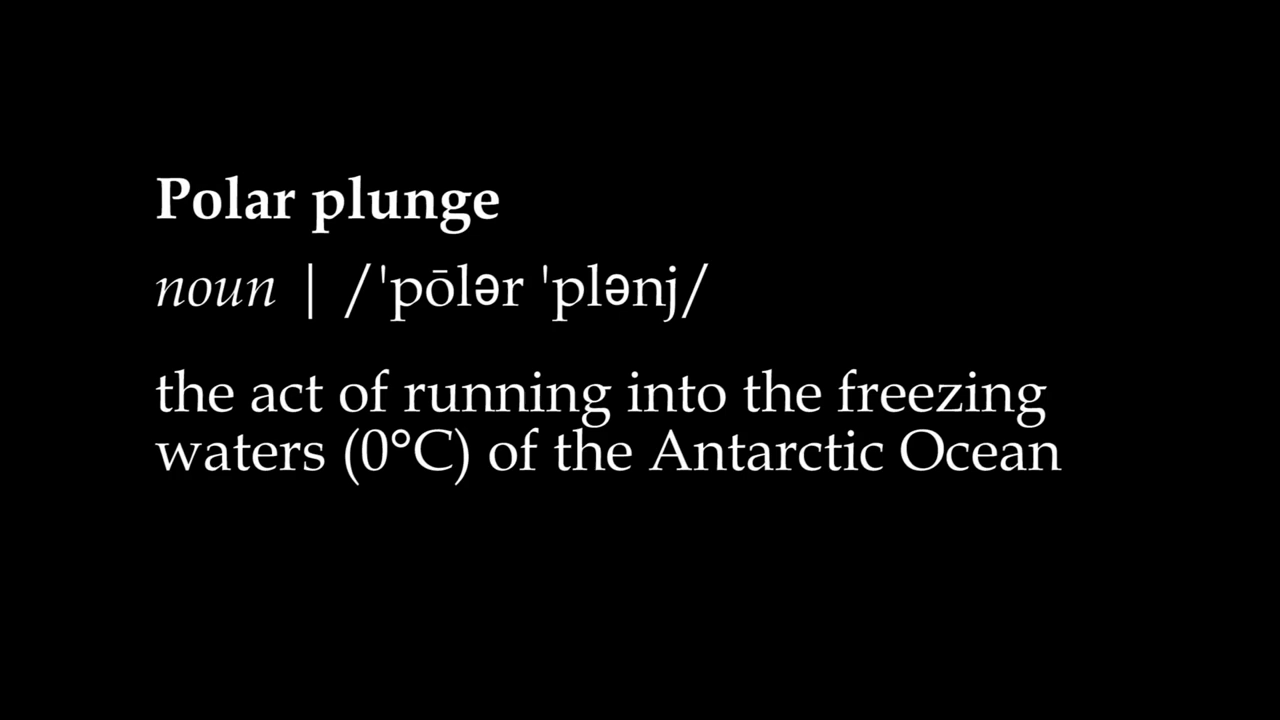 Polar plunge
noun | /ˈpōlər ˈplənj/
the act of running into the freezing
waters (0°C) of the Antarctic Ocean